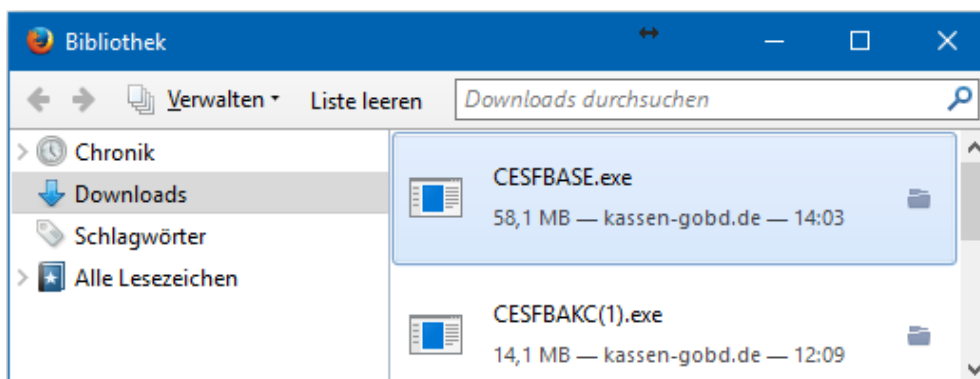 Bibliothek
Verwalten Liste leeren Downloads durchsuchen
Chronik
Downloads
Schlagwörter
Alle Lesezeichen
CESFBASE.exe
58,1 MB — kassen-gobd.de — 14:03
CESFBAKC(1).exe
14,1 MB — kassen-gobd.de — 12:09